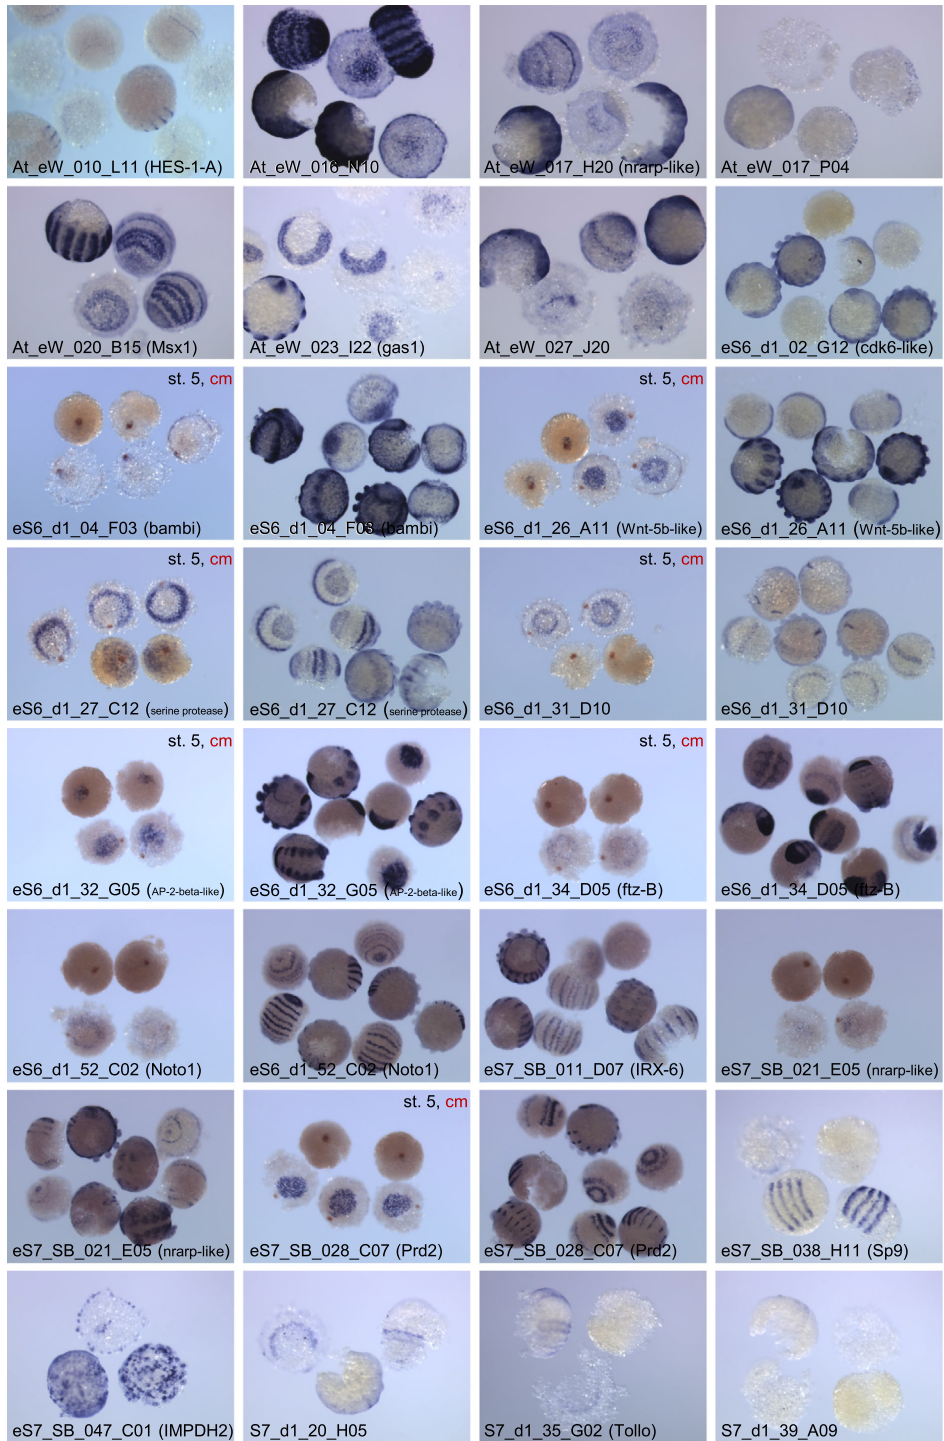 At_eW_010_L11 (HES-1-A)
At_eW_016_N10
At_eW_017_H20 (nrarp-like)
At_eW_017_P04
At_eW_020_B15 (Msx1)
At_eW_023_I22 (gas1)
At_eW_027_J20
eS6_d1_02_G12 (cdk6-like)
st. 5, cm
eS6_d1_04_F03 (bambi)
eS6_d1_04_F03 (bambi)
st. 5, cm
eS6_d1_26_A11 (Wnt-5b-like)
eS6_d1_26_A11 (Wnt-5b-like)
st. 5, cm
eS6_d1_27_C12 (serine protease)
eS6_d1_27_C12 (serine protease)
st. 5, cm
eS6_d1_31_D10
eS6_d1_31_D10
st. 5, cm
eS6_d1_32_G05 (AP-2-beta-like)
eS6_d1_32_G05 (AP-2-beta-like)
st. 5, cm
eS6_d1_34_D05 (ftz-B)
eS6_d1_34_D05 (ftz-B)
eS6_d1_52_C02 (Noto1)
eS6_d1_52_C02 (Noto1)
eS7_SB_011_D07 (IRX-6)
eS7_SB_021_E05 (nrarp-like)
eS7_SB_021_E05 (nrarp-like)
st. 5, cm
eS7_SB_028_C07 (Prd2)
eS7_SB_028_C07 (Prd2)
eS7_SB_038_H11 (Sp9)
eS7_SB_047_C01 (IMPDH2)
S7_d1_20_H05
S7_d1_35_G02 (Tollo)
S7_d1_39_A09